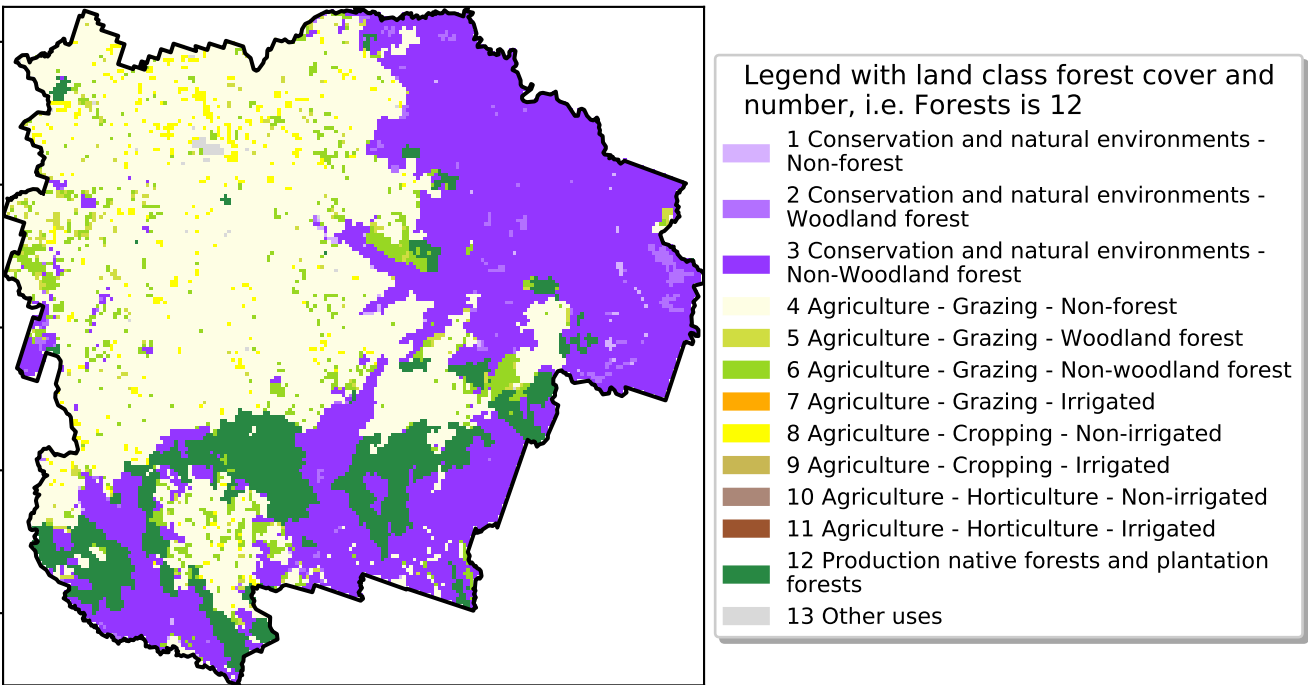 Legend with land class forest cover and
number, i.e. Forests is 12
1 Conservation and natural environments -
Non-forest
2 Conservation and natural environments -
Woodland forest
3 Conservation and natural environments -
Non-Woodland forest
4 Agriculture - Grazing - Non-forest
5 Agriculture - Grazing - Woodland forest
6 Agriculture - Grazing - Non-woodland forest
7 Agriculture - Grazing - Irrigated
8 Agriculture - Cropping - Non-irrigated
9 Agriculture - Cropping - Irrigated
10 Agriculture - Horticulture - Non-irrigated
11 Agriculture - Horticulture - Irrigated
12 Production native forests and plantation
forests
13 Other uses